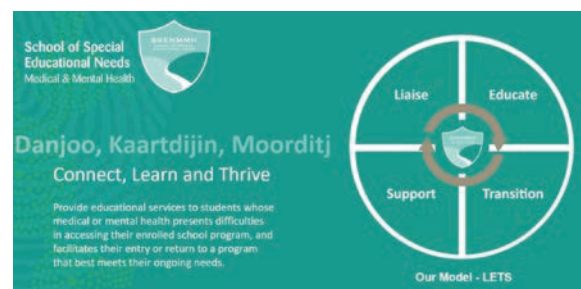 School of Special
Educational Needs
Medical & Mental Health
SSENMMH
Danjoo, Kaartdijin, Moorditj
Connect, Learn and Thrive
Provide educational services to students whose
medical or mental health presents difficulties
in accessing their enrolled school program, and
facilitates their entry or return to a program
that best meets their ongoing needs.
Liaise
Educate
Support
Transition
Our Model - LETS